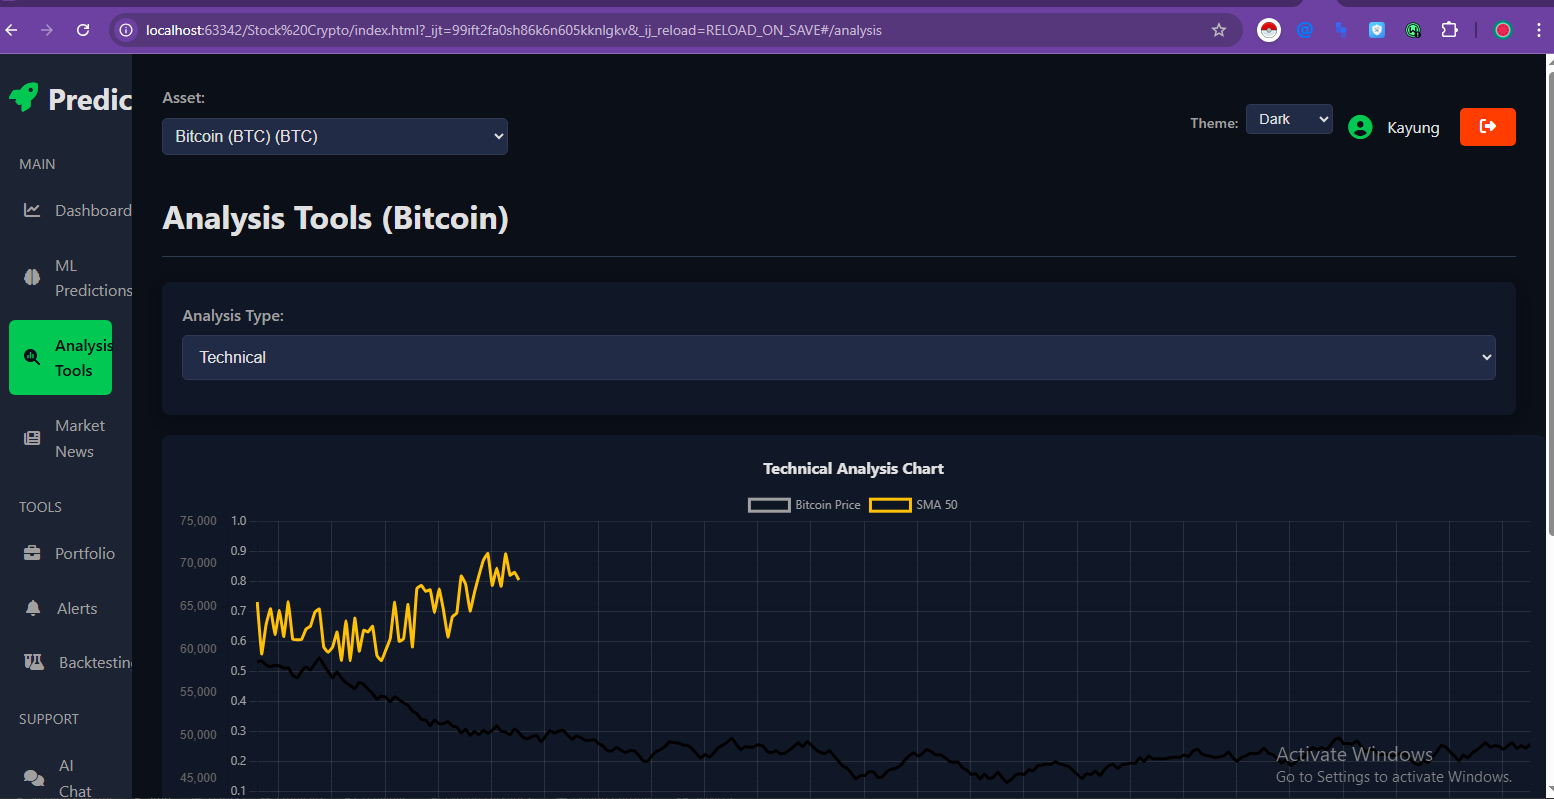 localhost:63342/Stock%20Crypto/index.html?_ijt=99ift2fa0sh86k6n605kknlgkv&_ij_reload=RELOAD_ON_SAVE#/analysis
Predic
MAIN
Dashboard
ML
Predictions
Analysis
Tools
Market
News
TOOLS
Portfolio
Alerts
Backtestin
SUPPORT
AI
Chat
Asset:
Bitcoin (BTC) (BTC)
Theme:
Dark
Kayung
Analysis Tools (Bitcoin)
Analysis Type:
Technical
Technical Analysis Chart
Bitcoin Price
SMA 50
75,000
70,000
65,000
60,000
55,000
50,000
45,000
1.0
0.9
0.8
0.7
0.6
0.5
0.4
0.3
0.2
0.1
Activate Windows
Go to Settings to activate Windows.